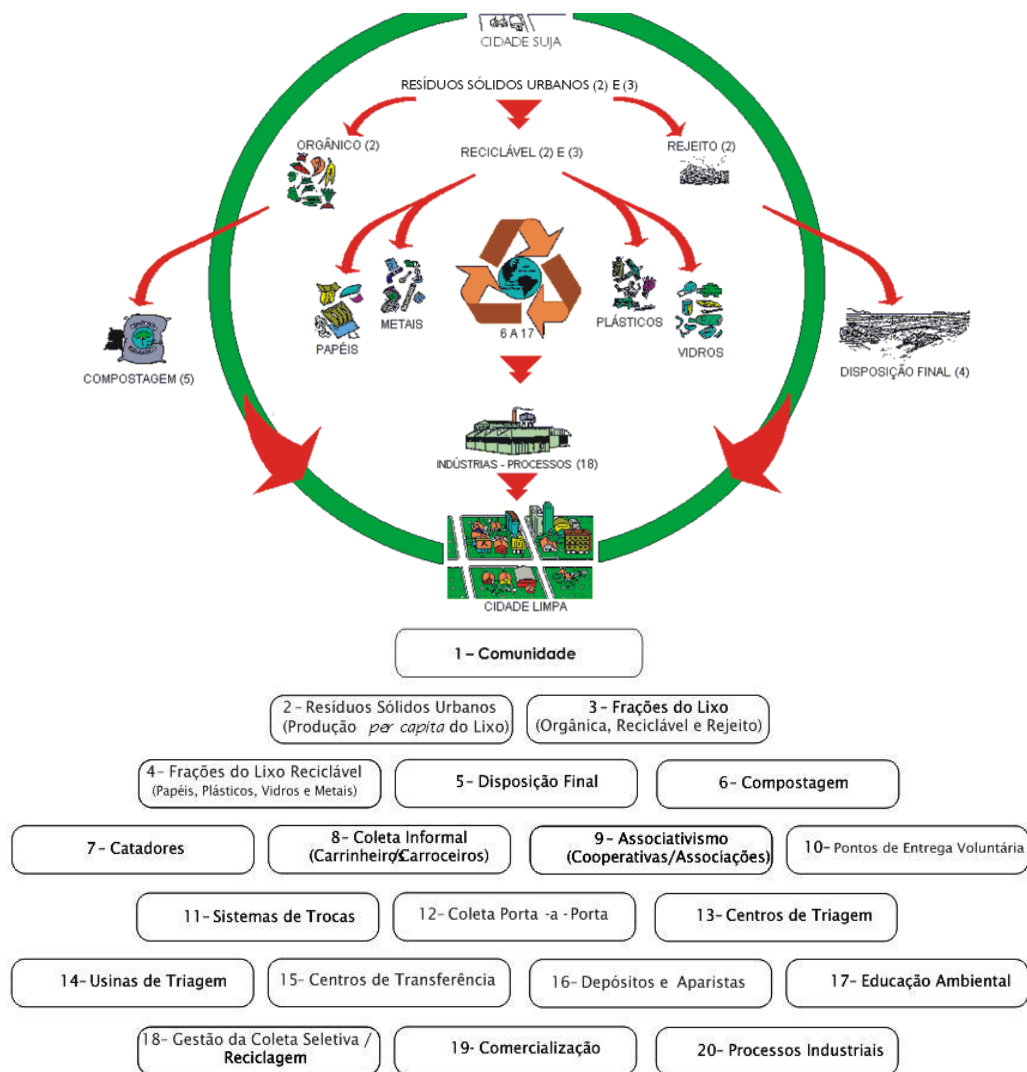 CIDADE SUJA
RESÍDUOS SÓLIDOS URBANOS (2) E (3)
ORGÂNICO (2)
RECICLÁVEL (2) E (3)
REJEITO (2)
METAIS
PAPÉIS
6 A 17
PLÁSTICOS
VIDROS
COMPOSTAGEM (5)
DISPOSIÇÃO FINAL (4)
INDÚSTRIAS - PROCESSOS (18)
CIDADE LIMPA
1 – Comunidade
2 - Resíduos Sólidos Urbanos
(Produção per capita do Lixo)
3- Frações do Lixo
(Orgânica, Reciclável e Rejeito)
4- Frações do Lixo Reciclável
(Papéis, Plásticos, Vidros e Metais)
5- Disposição Final
6- Compostagem
7- Catadores
8- Coleta Informal
(Carrinheiros/Carroceiros)
9- Associativismo
(Cooperativas/Associações)
10- Pontos de Entrega Voluntária
11- Sistemas de Trocas
12- Coleta Porta -a - Porta
13- Centros de Triagem
14- Usinas de Triagem
15- Centros de Transferência
16- Depósitos e Aparistas
17- Educação Ambiental
18- Gestão da Coleta Seletiva /
Reciclagem
19- Comercialização
20- Processos Industriais